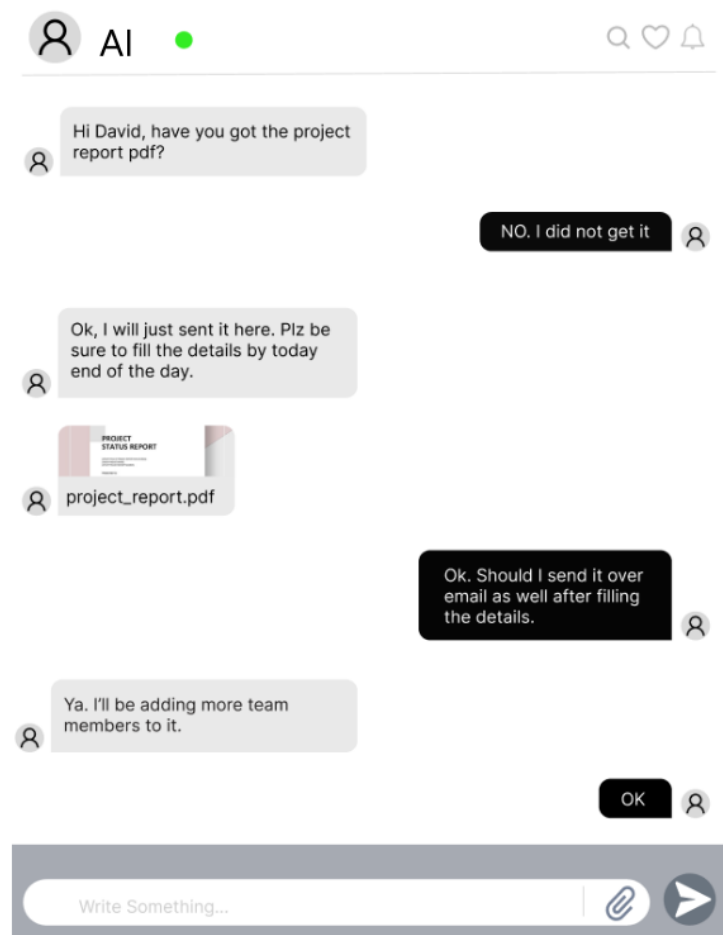 AI
Hi David, have you got the project
report pdf?
NO. I did not get it
Ok, I will just sent it here. Plz be
sure to fill the details by today
end of the day.
PROJECT
STATUS REPORT
project_report.pdf
Ok. Should I send it over
email as well after filling
the details.
Ya. I'll be adding more team
members to it.
OK
Write Something...